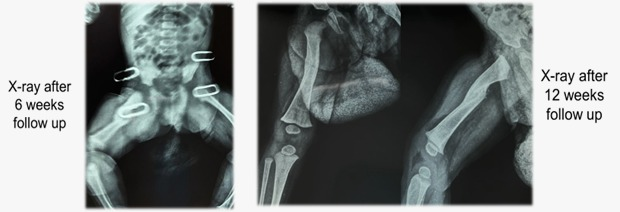 X-ray after
6 weeks
follow up
X-ray after
12 weeks
follow up